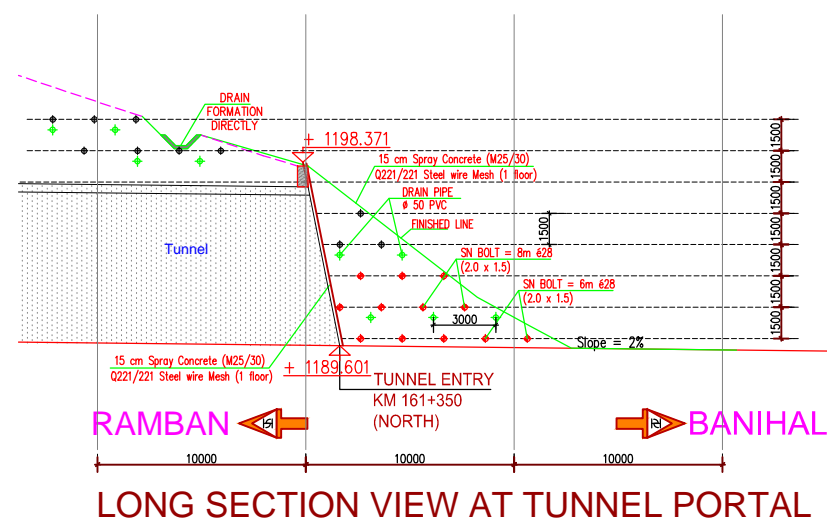 DRAIN
FORMATION
DIRECTLY
+ 1198.371
15 cm Spray Concrete (M25/30)
Q221/221 Steel wire Mesh (1 floor)
DRAIN PIPE
ø 50 PVC
FINISHED LINE
Tunnel
SN BOLT = 8m é28
(2.0 x 1.5)
SN BOLT = 6m é28
(2.0 x 1.5)
1500
1500
1500
1500
1500
1500
1500
1500
3000
Slope = 2%
15 cm Spray Concrete (M25/30)
Q221/221 Steel wire Mesh (1 floor)
+ 1189.601
TUNNEL ENTRY
KM 161+350
(NORTH)
RAMBAN
BANIHAL
10000
10000
10000
LONG SECTION VIEW AT TUNNEL PORTAL